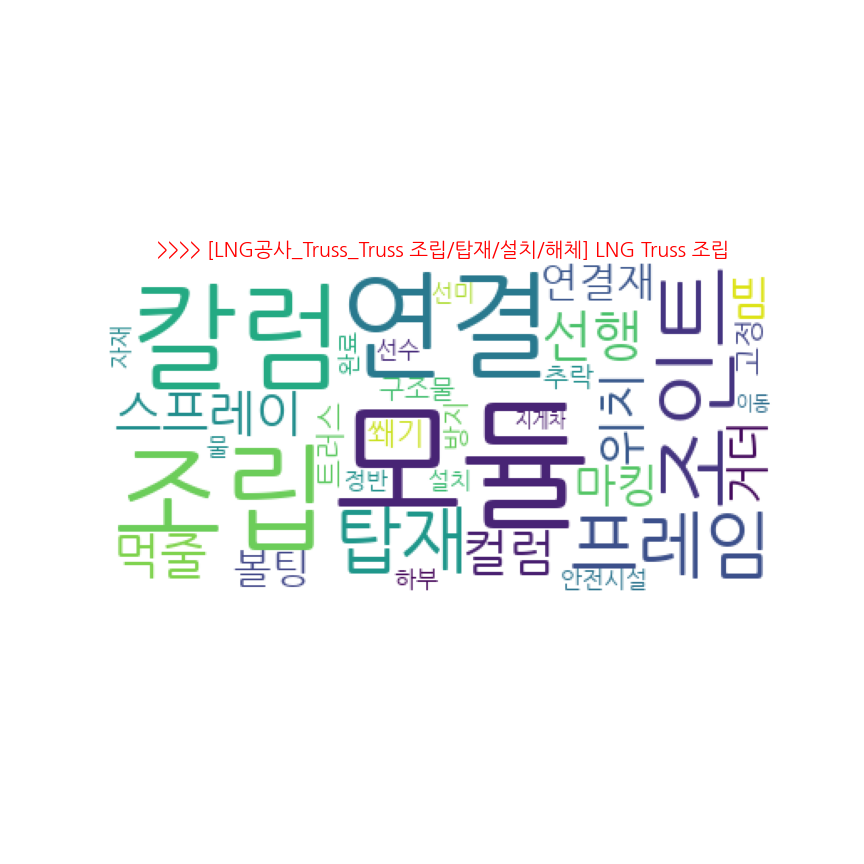 >>>> [LNG공사_Truss_Truss 조립/탑재/설치/해체] LNG Truss 조립
칼럼
연결
선미
연결재
조인트
빔
자재
완료
선수
선행
고정
추락
구조물
위치
이동
스프레이
트러스
쐐기
방지
모듈
지게차
거더
물
조립
정반
설치
마킹
먹줄
볼팅
탑재
컬럼
프레임
하부
안전시설